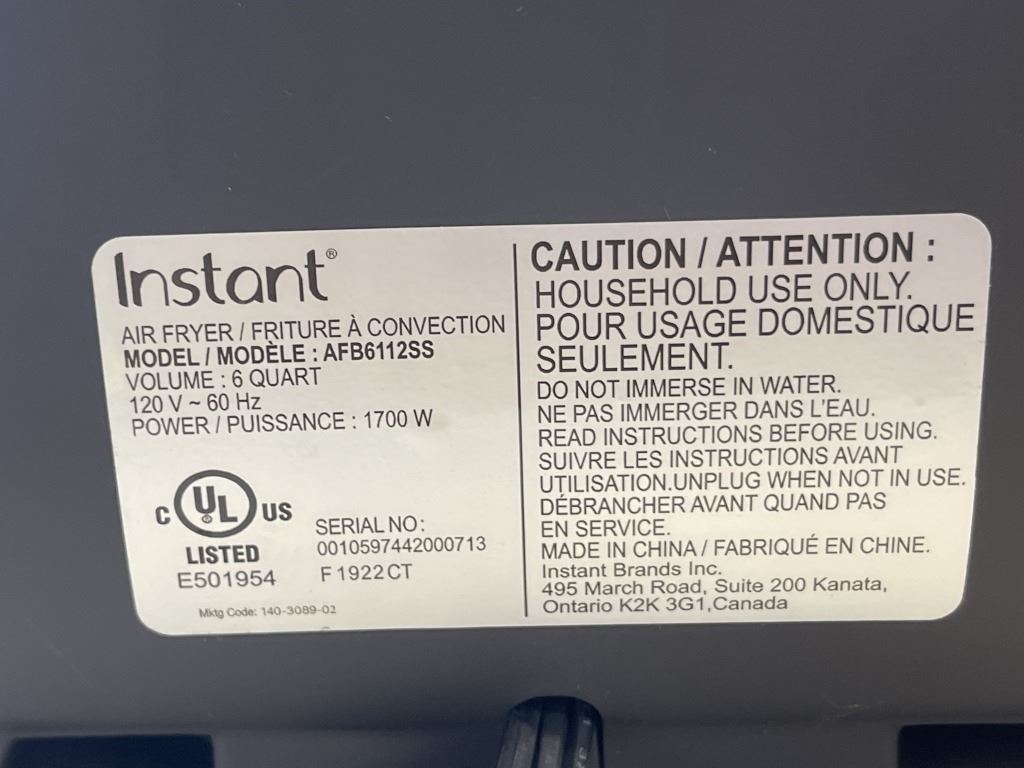 Instant®
AIR FRYER / FRITURE À CONVECTION
MODEL / MODÈLE : AFB6112SS
VOLUME : 6 QUART
120 V ~ 60 Hz
POWER / PUISSANCE : 1700 W
C UL US
LISTED
E501954
SERIAL NO:
0010597442000713
F1922CT
Mktg Code: 140-3089-02
CAUTION / ATTENTION :
HOUSEHOLD USE ONLY.
POUR USAGE DOMESTIQUE
SEULEMENT.
DO NOT IMMERSE IN WATER.
NE PAS IMMERGER DANS L'EAU.
READ INSTRUCTIONS BEFORE USING.
SUIVRE LES INSTRUCTIONS AVANT
UTILISATION.UNPLUG WHEN NOT IN USE.
DÉBRANCHER AVANT QUAND PAS
EN SERVICE.
MADE IN CHINA / FABRIQUÉ EN CHINE.
Instant Brands Inc.
495 March Road, Suite 200 Kanata,
Ontario K2K 3G1,Canada